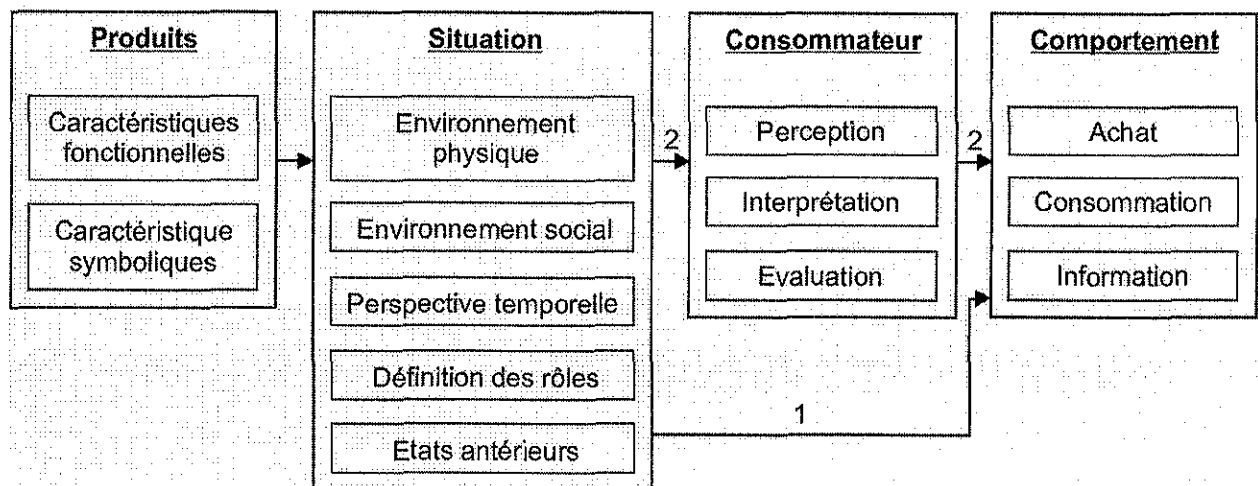 Produits
Caractéristiques
fonctionnelles
Caractéristique
symboliques
Situation
Environnement
physique
Environnement social
Perspective temporelle
Définition des rôles
Etats antérieurs
2
Consommateur
Perception
Interprétation
Evaluation
2
Comportement
Achat
Consommation
Information
1